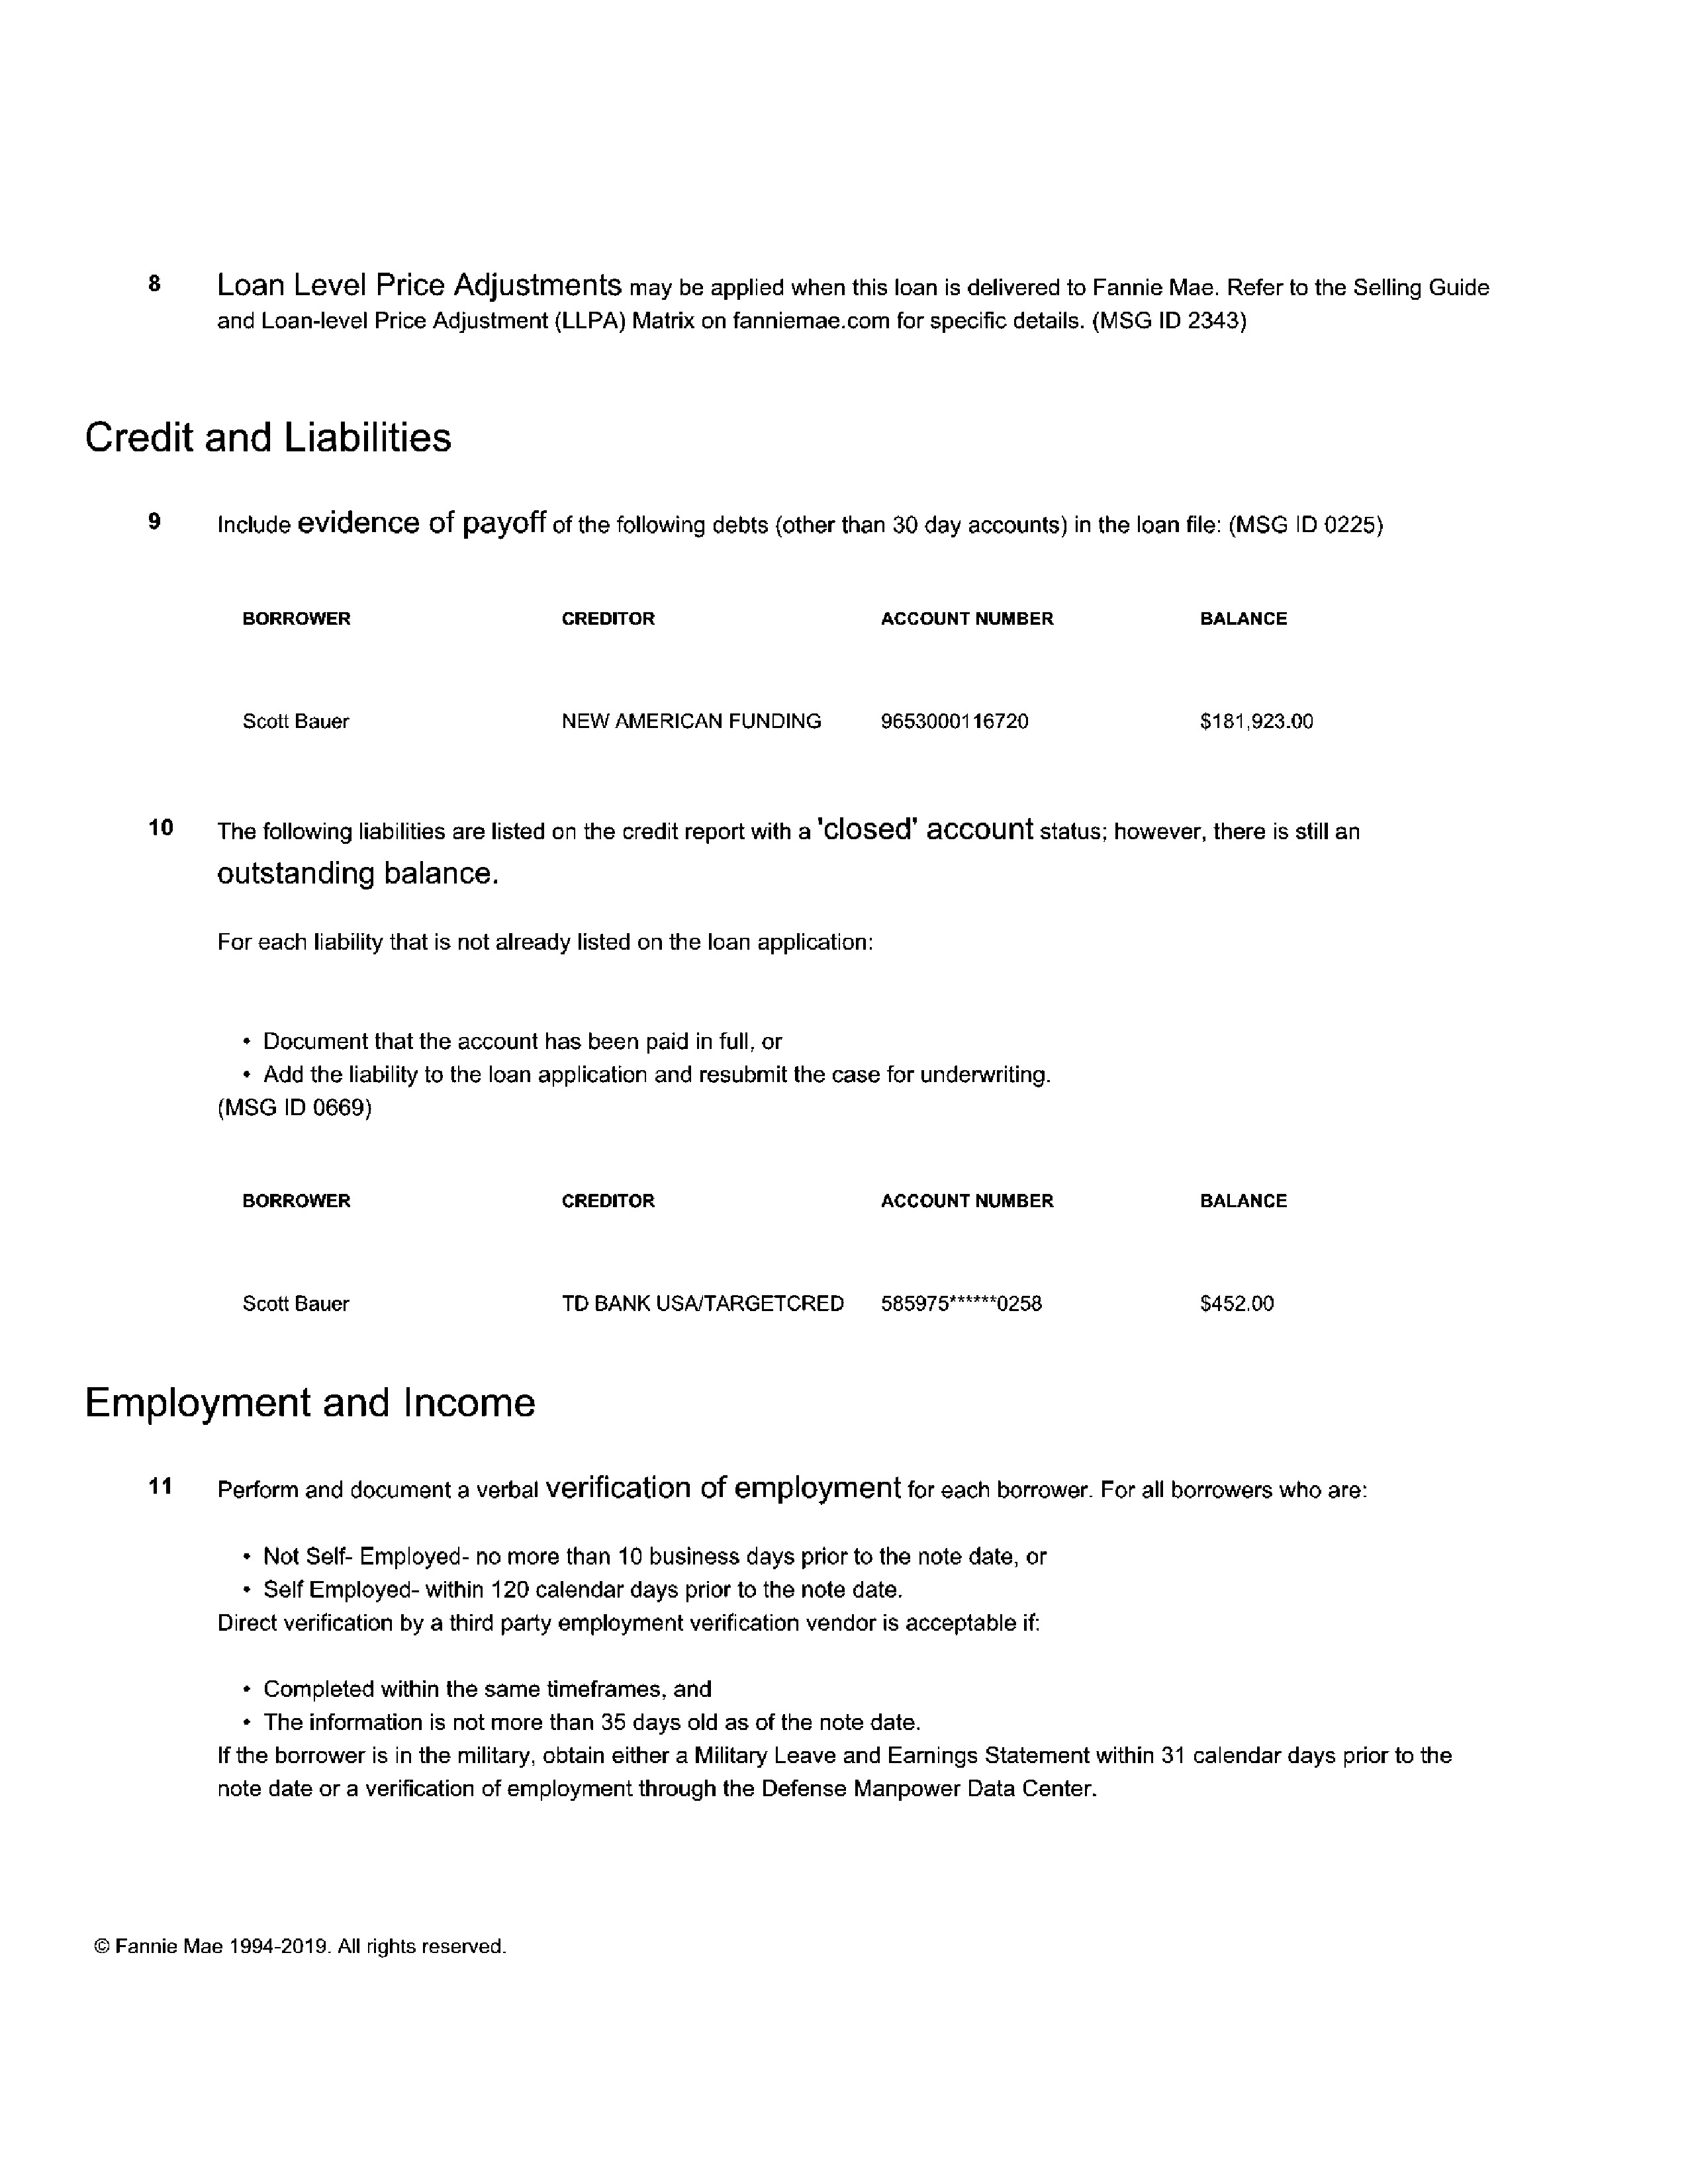 8 Loan Level Price Adjustments may be applied when this loan is delivered to Fannie Mae. Refer to the Selling Guide
and Loan-level Price Adjustment (LLPA) Matrix on fanniemae.com for specific details. (MSG ID 2343)
Credit and Liabilities
9 Include evidence of payoff of the following debts (other than 30 day accounts) in the loan file: (MSG ID 0225)
BORROWER CREDITOR ACCOUNT NUMBER BALANCE
Scott Bauer NEW AMERICAN FUNDING 9653000116720 $181,923.00
10 The following liabilities are listed on the credit report with a 'closed' account status; however, there is still an
outstanding balance.
For each liability that is not already listed on the loan application:
• Document that the account has been paid in full, or
• Add the liability to the loan application and resubmit the case for underwriting.
(MSG ID 0669)
BORROWER CREDITOR ACCOUNT NUMBER BALANCE
Scott Bauer TD BANK USA/TARGETCRED 585975******0258 $452.00
Employment and Income
11 Perform and document a verbal verification of employment for each borrower. For all borrowers who are:
• Not Self- Employed- no more than 10 business days prior to the note date, or
• Self Employed- within 120 calendar days prior to the note date.
Direct verification by a third party employment verification vendor is acceptable if:
• Completed within the same timeframes, and
• The information is not more than 35 days old as of the note date.
If the borrower is in the military, obtain either a Military Leave and Earnings Statement within 31 calendar days prior to the
note date or a verification of employment through the Defense Manpower Data Center.
© Fannie Mae 1994-2019. All rights reserved.